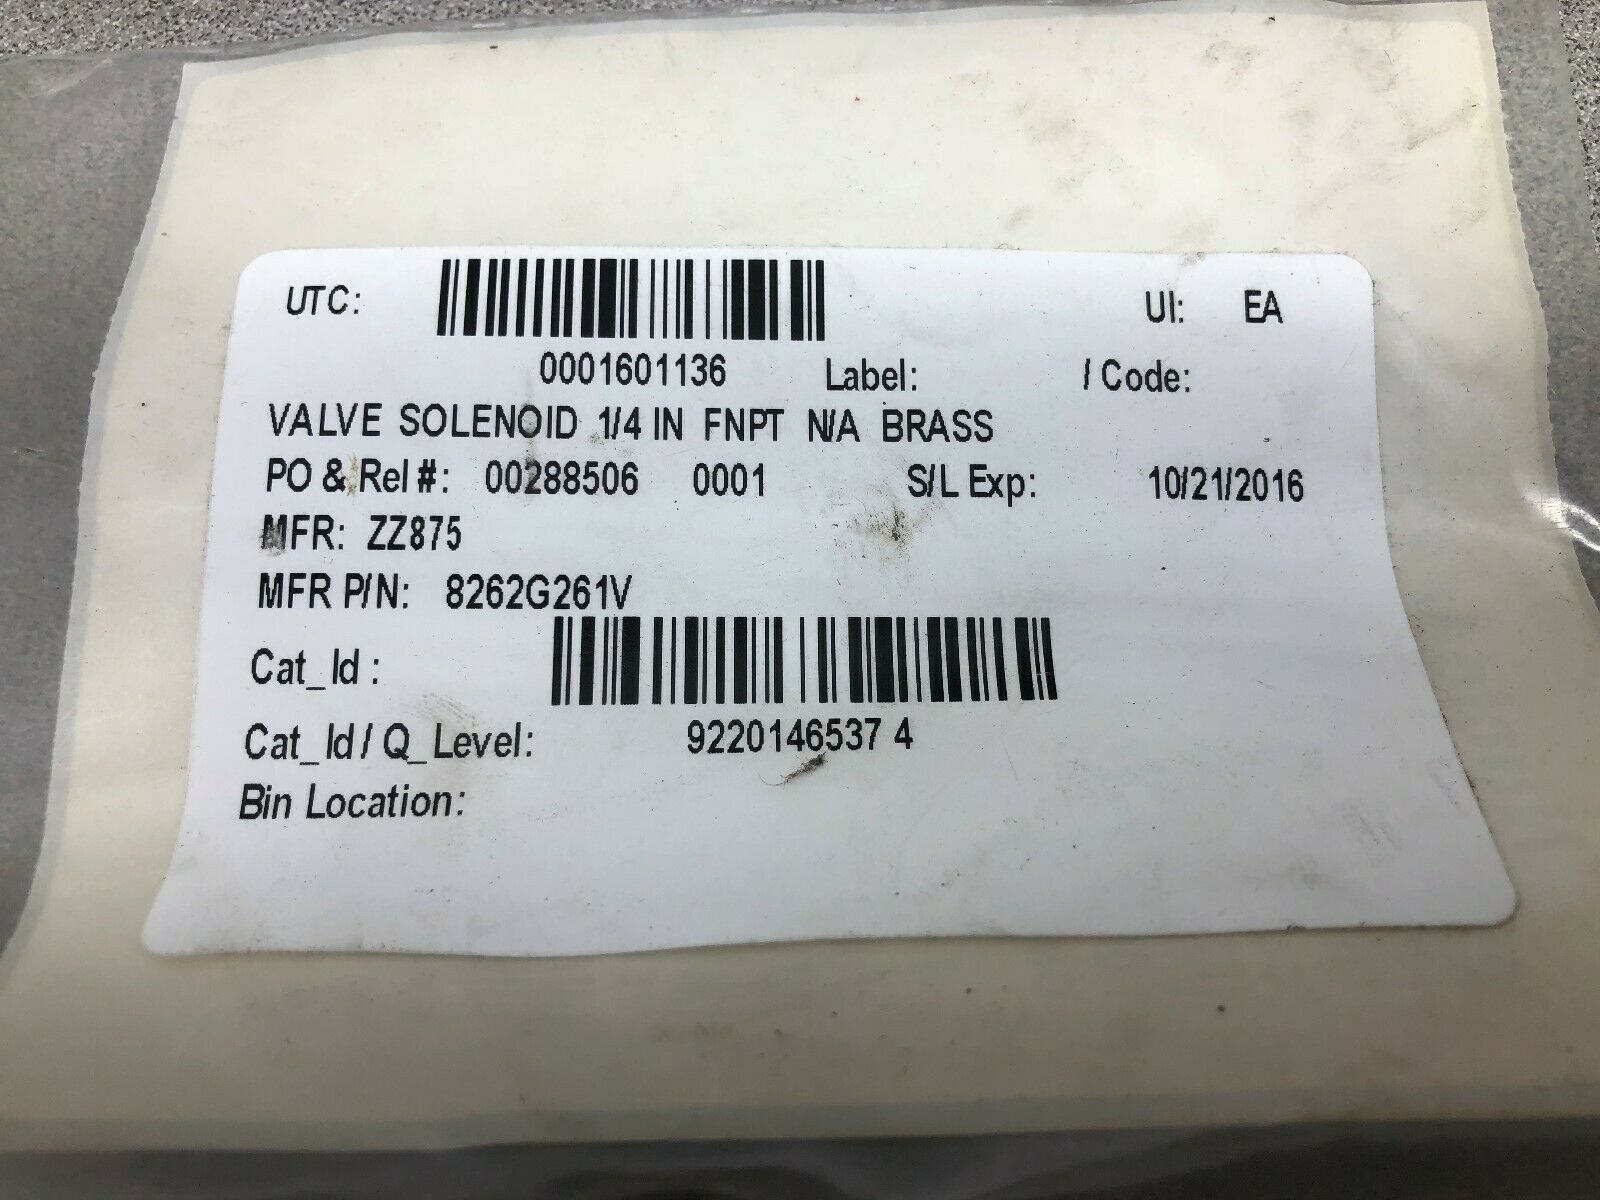 UTC: UI: EA
0001601136 Label: / Code:
VALVE SOLENOID 1/4 IN FNPT N/A BRASS
PO & Rel #: 00288506 0001 S/L Exp: 10/21/2016
MFR: ZZ875
MFR P/N: 8262G261V
Cat_Id :
Cat_Id / Q_Level: 9220146537 4
Bin Location: